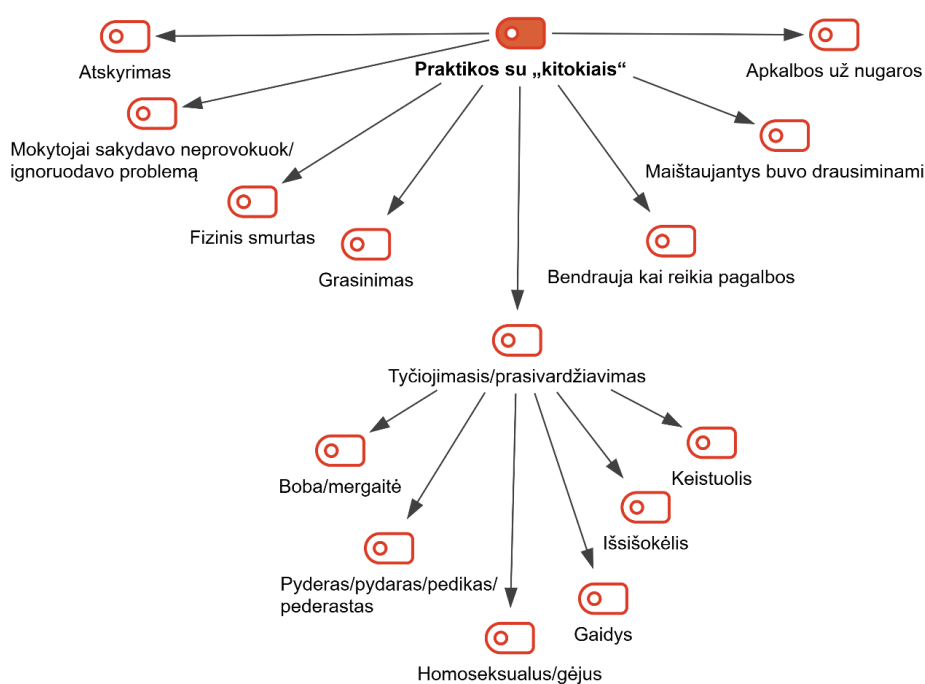 Praktikos su „kitokiais“
Atskyrimas
Apkalbos už nugaros
Mokytojai sakydavo neprovokuok/
ignoruodavo problemą
Maištaujantys buvo drausiminami
Fizinis smurtas
Grasinimas
Bendrauja kai reikia pagalbos
Tyčiojimasis/prasivardžiavimas
Boba/mergaitė
Keistuolis
Išsišokėlis
Pyderas/pydaras/pedikas/
pederastas
Gaidys
Homoseksualus/gėjus